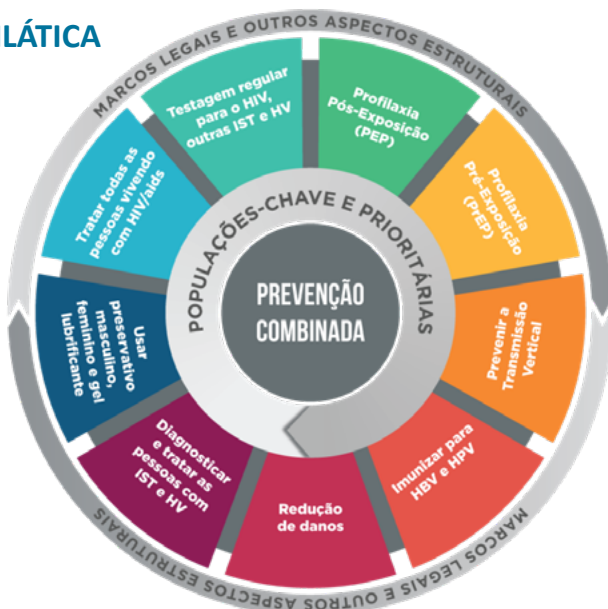 ILÁTICA
MARCOS LEGAIS E OUTROS ASPECTOS ESTRUTURAIS
Testagem regular
para o HIV,
outras IST e HV
Profilaxia
Pós-Exposição
(PEP)
Profilaxia
Pré-Exposição
(PrEP)
Prevenir a
Transmissão
Vertical
Imunizar para
HBV e HPV
Redução
de danos
Diagnosticar
e tratar as
pessoas com
IST e HV
Usar
preservativo
masculino,
feminino e gel
lubrificante
Tratar todas as
pessoas vivendo
com HIV/aids
POPULAÇÕES-CHAVE E PRIORITÁRIAS
PREVENÇÃO
COMBINADA
MARCOS LEGAIS E OUTROS ASPECTOS ESTRUTURAIS